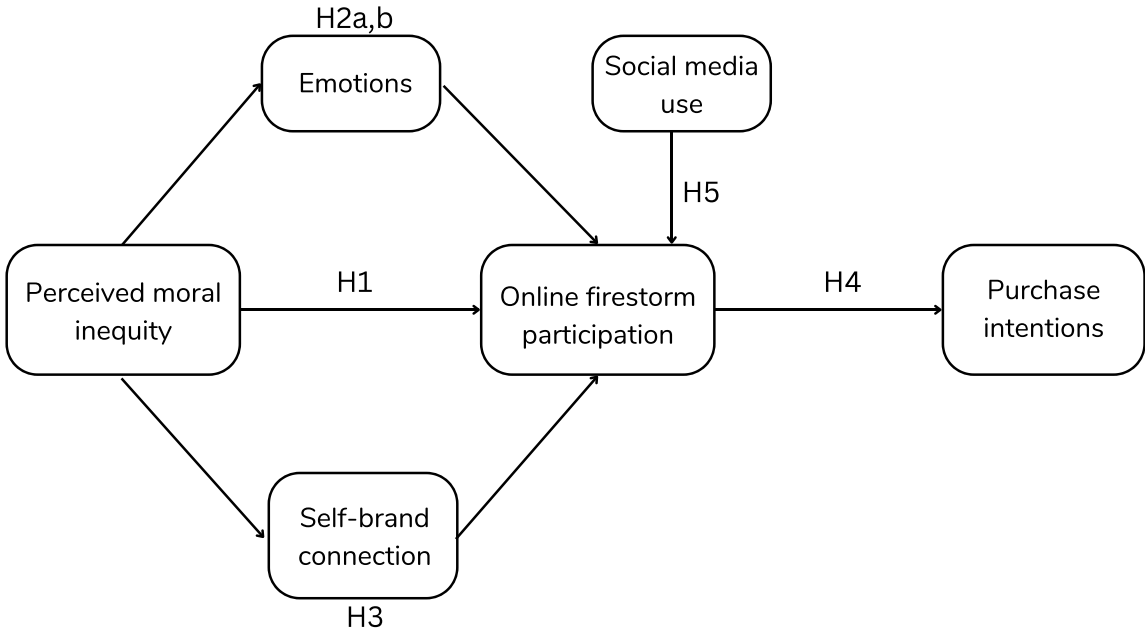 H2a,b
Emotions
Social media
use
H5
Perceived moral
inequity
H1
Online firestorm
participation
H4
Purchase
intentions
Self-brand
connection
H3